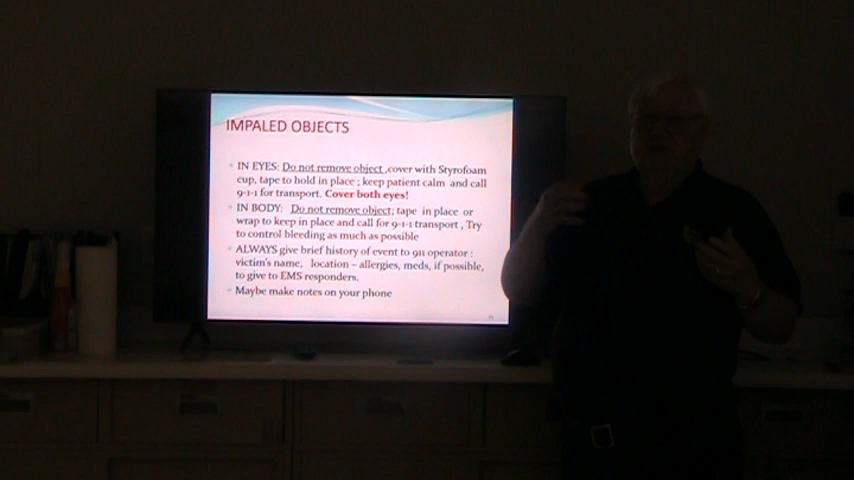 IMPALED OBJECTS
IN EYES: Do not remove object ,cover with Styrofoam
cup, tape to hold in place ; keep patient calm and call
9-1-1 for transport. Cover both eyes!
IN BODY: Do not remove object; tape in place or
wrap to keep in place and call for 9-1-1 transport , Try
to control bleeding as much as possible
ALWAYS give brief history of event to 911 operator :
victim's name, location – allergies, meds, if possible,
to give to EMS responders.
Maybe make notes on your phone